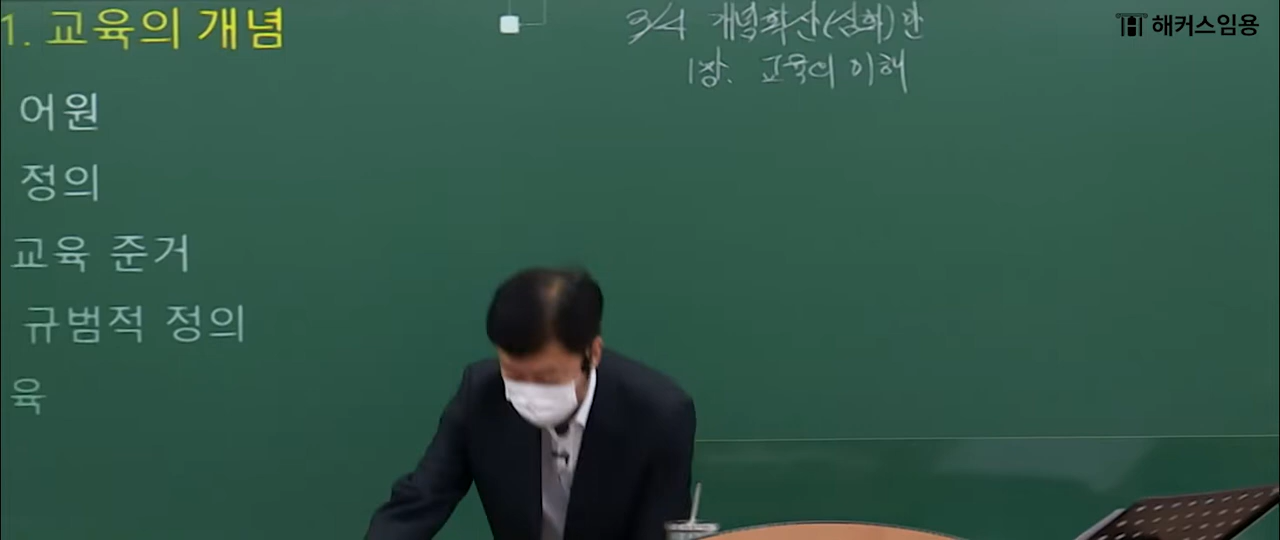 1. 교육의 개념
어원
정의
교육 준거
규범적 정의
육
3/4 개념확산(심화)반
1장. 교육의 이해
해커스임용